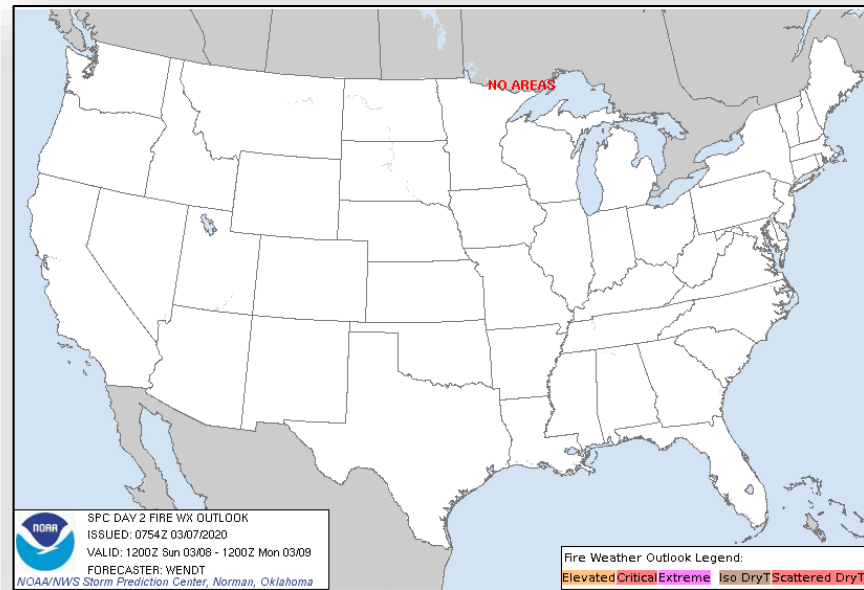 NO AREAS
NOAA
SPC DAY 2 FIRE WX OUTLOOK
ISSUED: 0754Z 03/07/2020
VALID: 1200Z Sun 03/08 - 1200Z Mon 03/09
FORECASTER: WENDT
NOAA/NWS Storm Prediction Center, Norman, Oklahoma
Fire Weather Outlook Legend:
Elevated Critical Extreme Iso DryT Scattered DryT